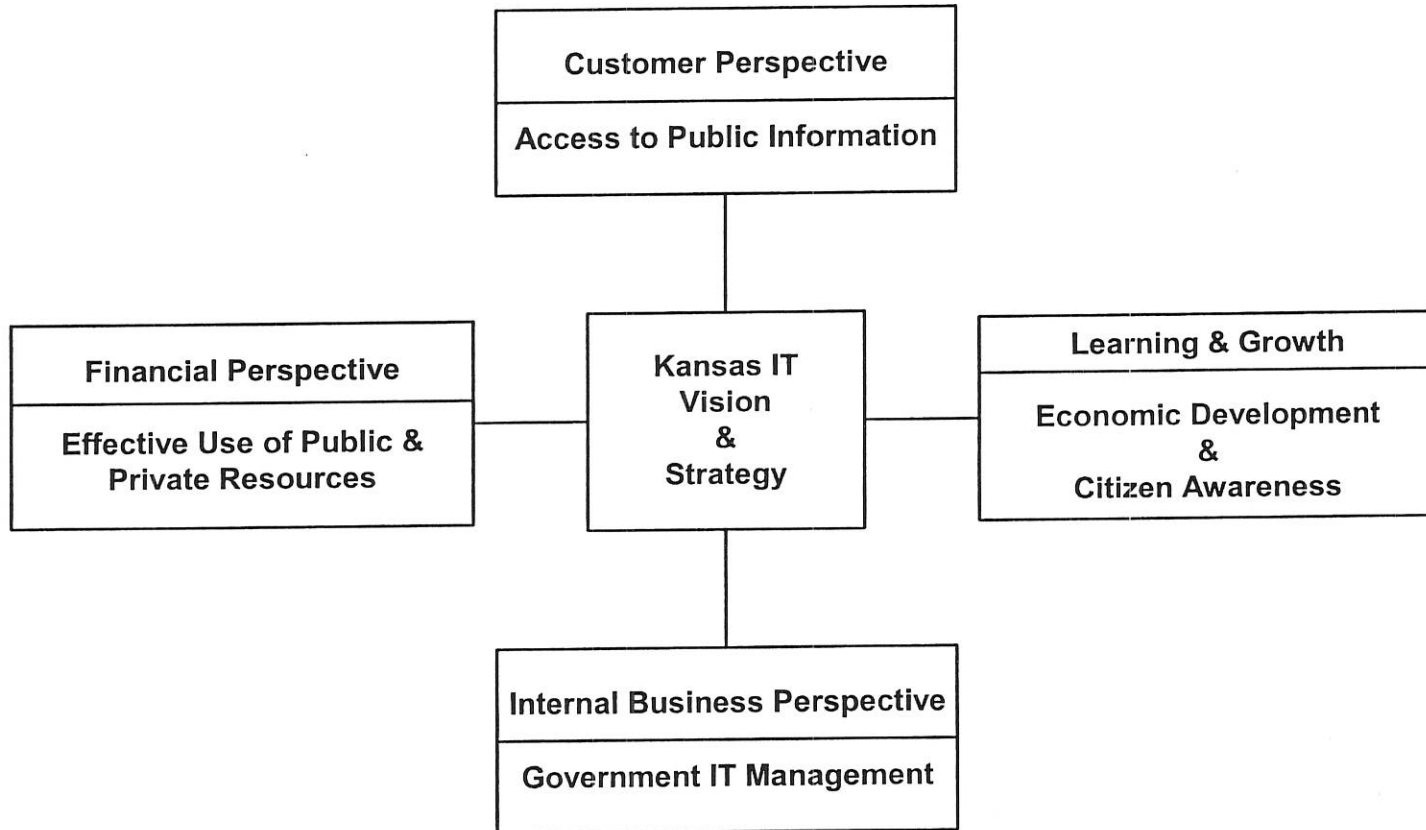 Customer Perspective
Access to Public Information
Financial Perspective
Effective Use of Public &
Private Resources
Kansas IT
Vision
&
Strategy
Learning & Growth
Economic Development
&
Citizen Awareness
Internal Business Perspective
Government IT Management